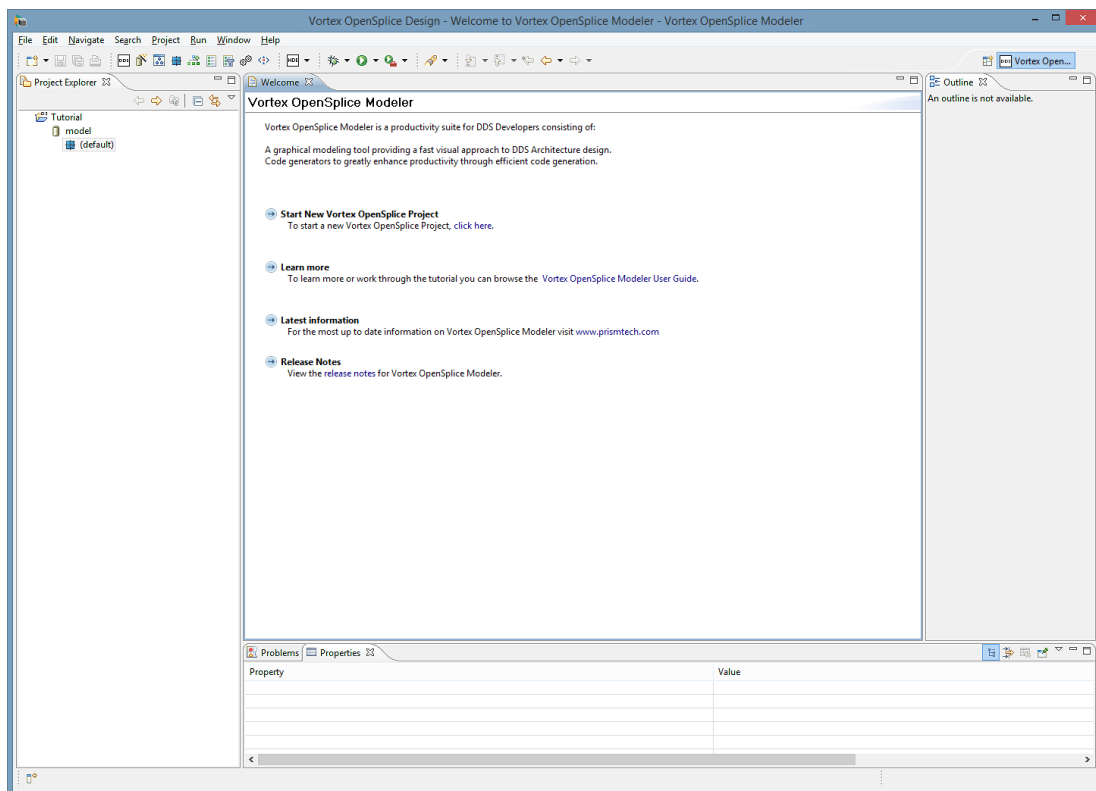 Vortex OpenSplice Design - Welcome to Vortex OpenSplice Modeler - Vortex OpenSplice Modeler
File Edit Navigate Search Project Run Window Help
Vortex Open...
Project Explorer
Tutorial
model
(default)
Welcome
Vortex OpenSplice Modeler
Vortex OpenSplice Modeler is a productivity suite for DDS Developers consisting of:
A graphical modeling tool providing a fast visual approach to DDS Architecture design.
Code generators to greatly enhance productivity through efficient code generation.
Start New Vortex OpenSplice Project
To start a new Vortex OpenSplice Project, click here.
Learn more
To learn more or work through the tutorial you can browse the Vortex OpenSplice Modeler User Guide.
Latest information
For the most up to date information on Vortex OpenSplice Modeler visit www.prismtech.com
Release Notes
View the release notes for Vortex OpenSplice Modeler.
Outline
An outline is not available.
Problems Properties
Property Value